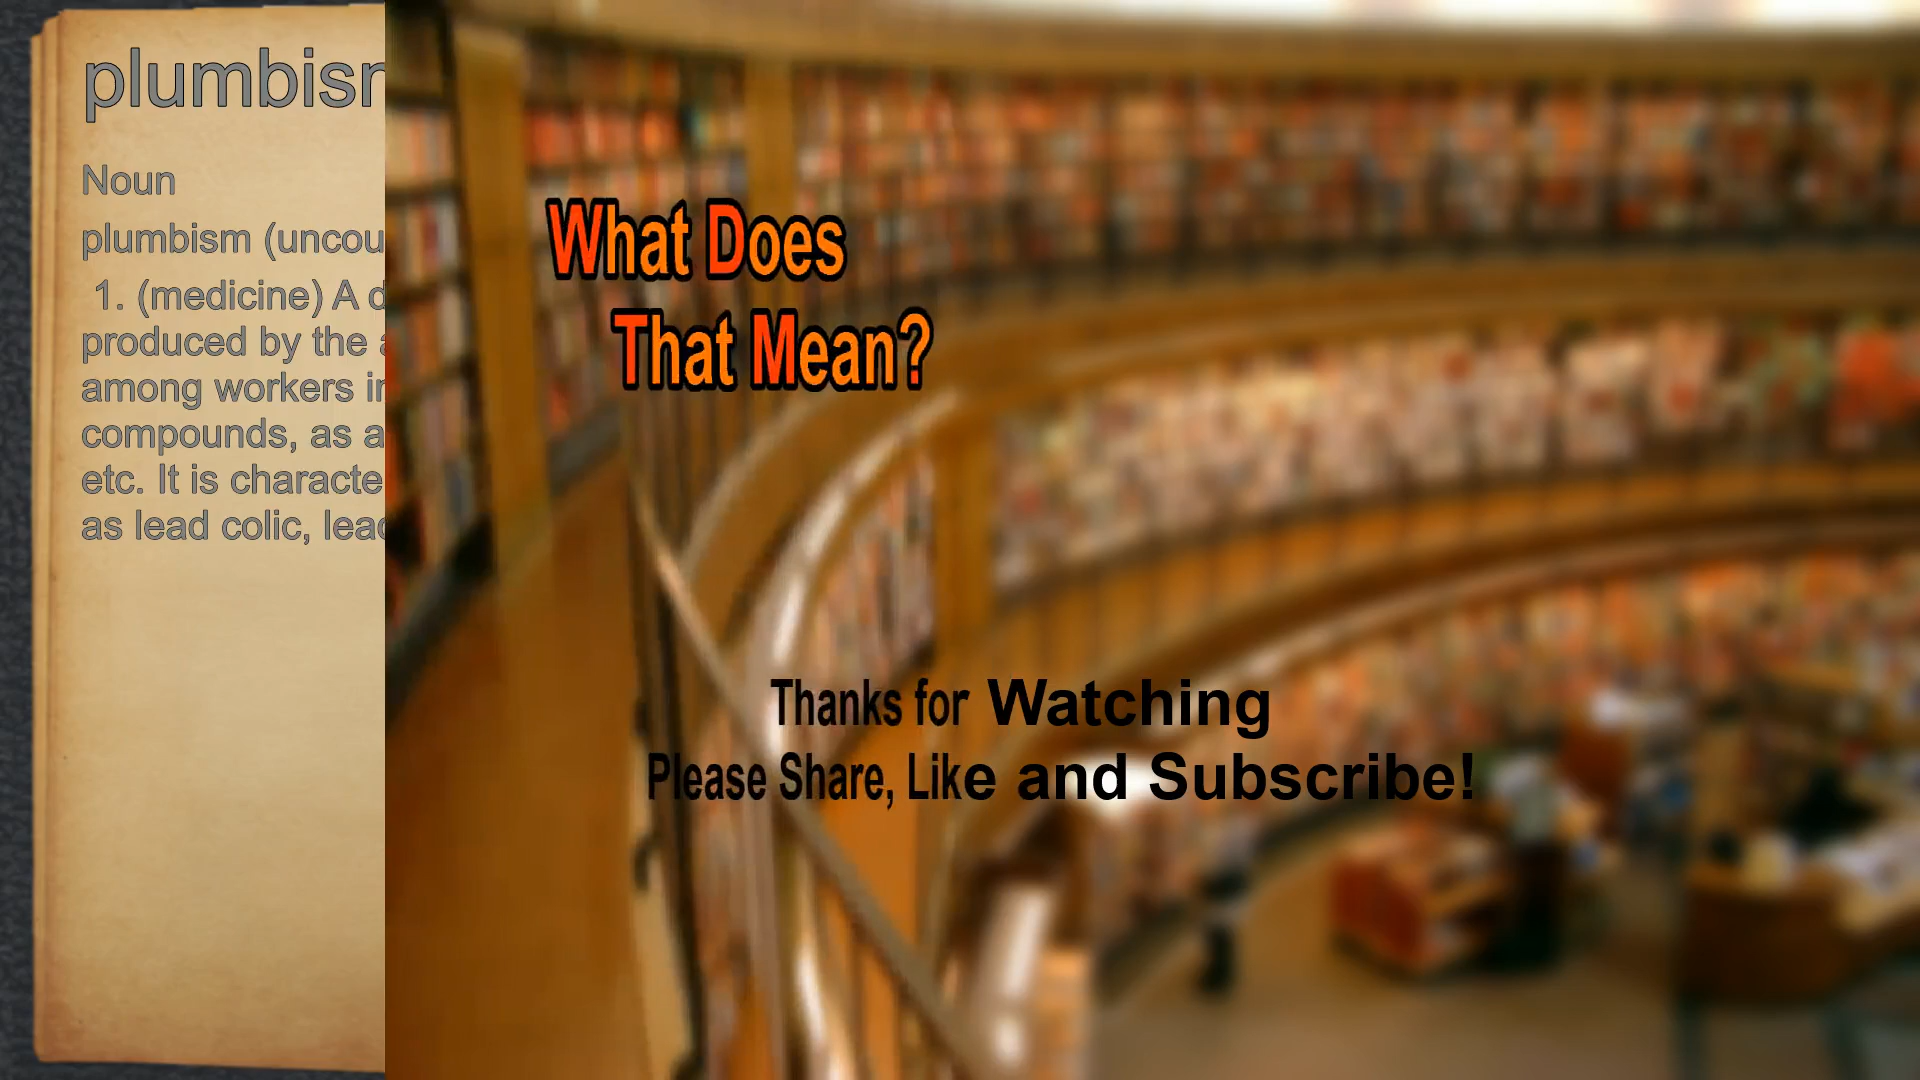 plumbisn
Noun
plumbism (uncou
1. (medicine) A d
produced by the a
among workers in
compounds, as a
etc. It is characte
as lead colic, lead
What Does
That Mean?
Thanks for Watching
Please Share, Like and Subscribe!